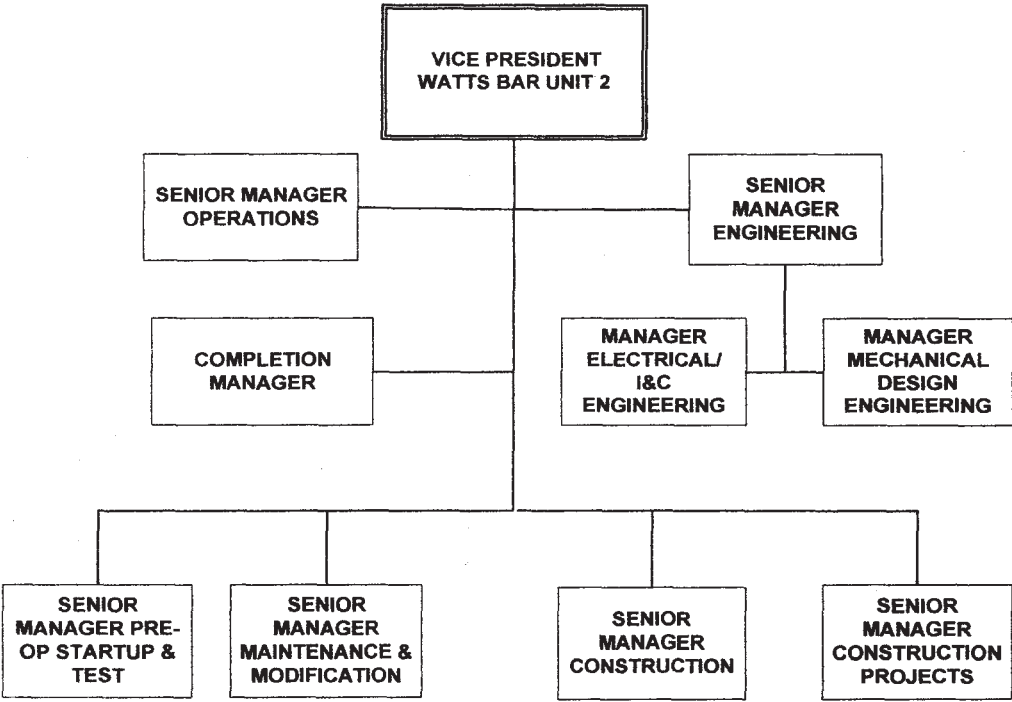 VICE PRESIDENT
WATTS BAR UNIT 2
SENIOR MANAGER
OPERATIONS
SENIOR
MANAGER
ENGINEERING
COMPLETION
MANAGER
MANAGER
ELECTRICAL/
I&C
ENGINEERING
MANAGER
MECHANICAL
DESIGN
ENGINEERING
SENIOR
MANAGER PRE-
OP STARTUP &
TEST
SENIOR
MANAGER
MAINTENANCE &
MODIFICATION
SENIOR
MANAGER
CONSTRUCTION
SENIOR
MANAGER
CONSTRUCTION
PROJECTS